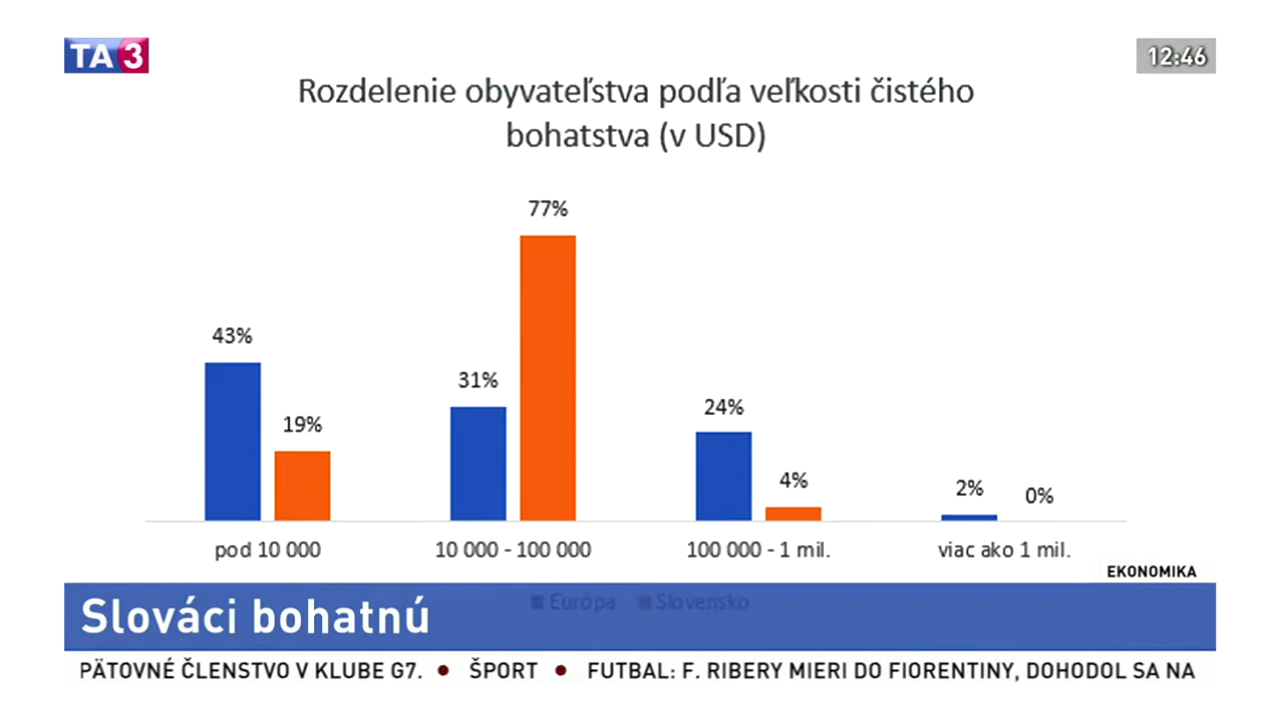 TA3
12:46
Rozdelenie obyvateľstva podľa veľkosti čistého
bohatstva (v USD)
77%
43%
31%
24%
19%
4%
2%
0%
pod 10 000
10 000 - 100 000
100 000 - 1 mil.
viac ako 1 mil.
EKONOMIKA
Európa Slovensko
Slováci bohatnú
PÄTOVNÉ ČLENSTVO V KLUBE G7. • ŠPORT • FUTBAL: F. RIBERY MIERI DO FIORENTINY, DOHODOL SA NA